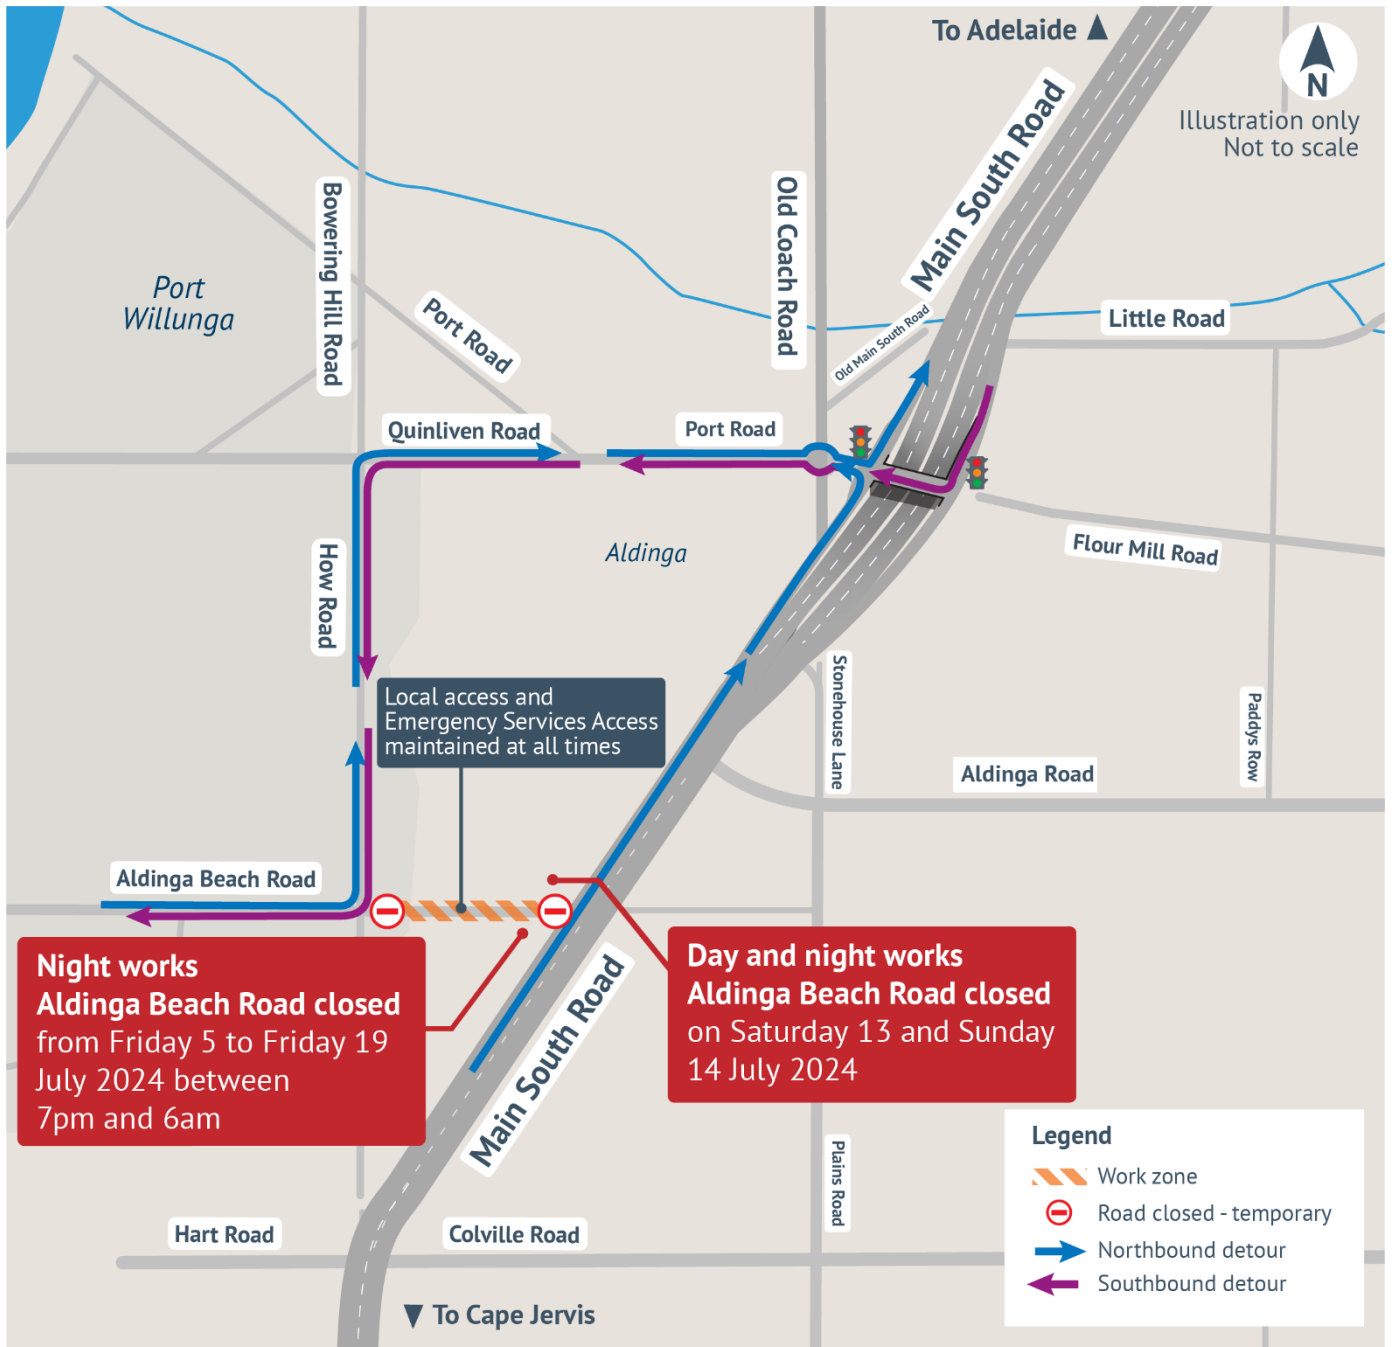 To Adelaide
N
Illustration only
Not to scale
Main South Road
Old Coach Road
Bowering Hill Road
Port
Willunga
Port Road
Old Main South Road
Little Road
Quinliven Road
Port Road
Flour Mill Road
How Road
Aldinga
Local access and
Emergency Services Access
maintained at all times
Stonehouse Lane
Paddys Row
Aldinga Road
Aldinga Beach Road
Night works
Aldinga Beach Road closed
from Friday 5 to Friday 19
July 2024 between
7pm and 6am
Main South Road
Day and night works
Aldinga Beach Road closed
on Saturday 13 and Sunday
14 July 2024
Plains Road
Hart Road
Colville Road
To Cape Jervis
Legend
Work zone
Road closed - temporary
Northbound detour
Southbound detour